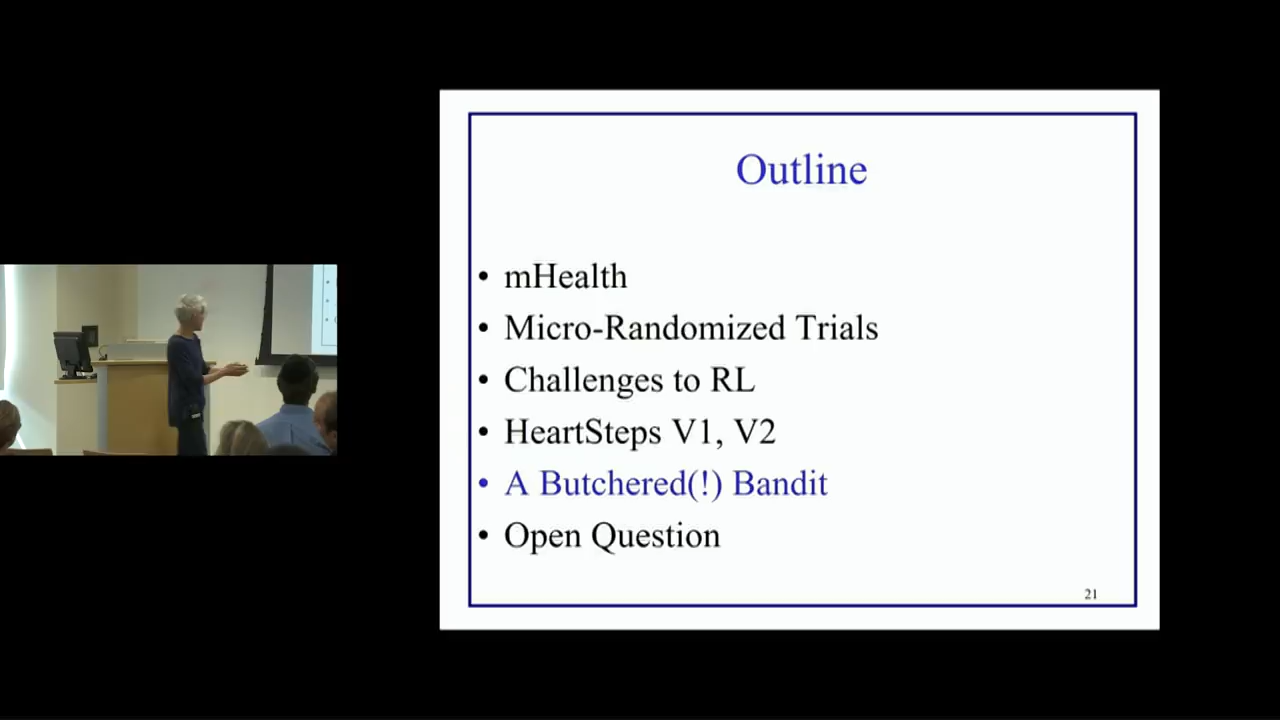 Outline
• mHealth
• Micro-Randomized Trials
• Challenges to RL
• HeartSteps V1, V2
• A Butchered(!) Bandit
• Open Question
21